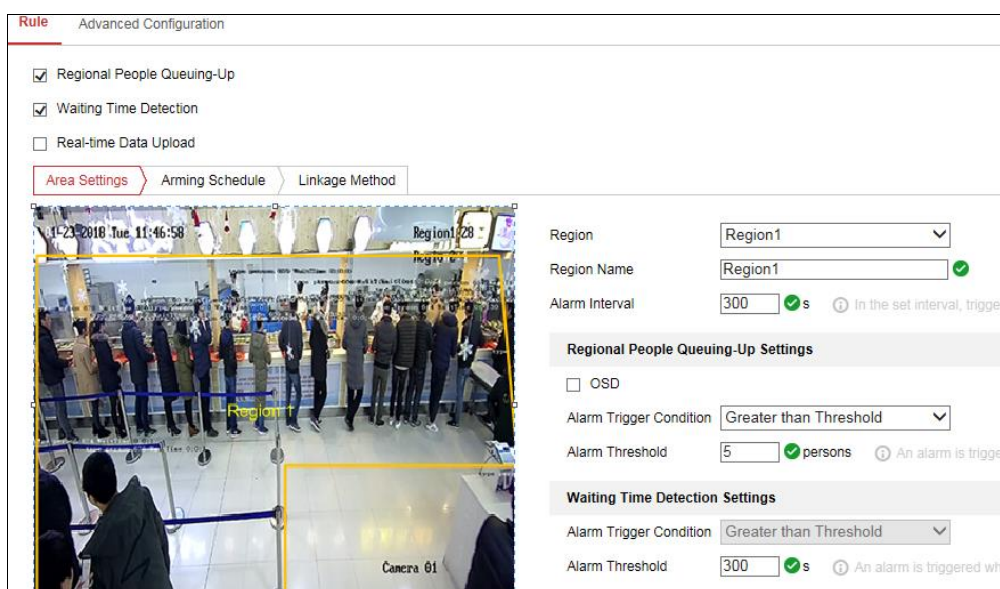 Rule Advanced Configuration
Regional People Queuing-Up
Waiting Time Detection
Real-time Data Upload
Area Settings Arming Schedule Linkage Method
1-23-2018 Tue 11:46:58 Region1 28
Region 1
Camera 01
Region Region1
Region Name Region1
Alarm Interval 300 s In the set interval, trigge
Regional People Queuing-Up Settings
OSD
Alarm Trigger Condition Greater than Threshold
Alarm Threshold 5 persons An alarm is trigge
Waiting Time Detection Settings
Alarm Trigger Condition Greater than Threshold
Alarm Threshold 300 s An alarm is triggered wh